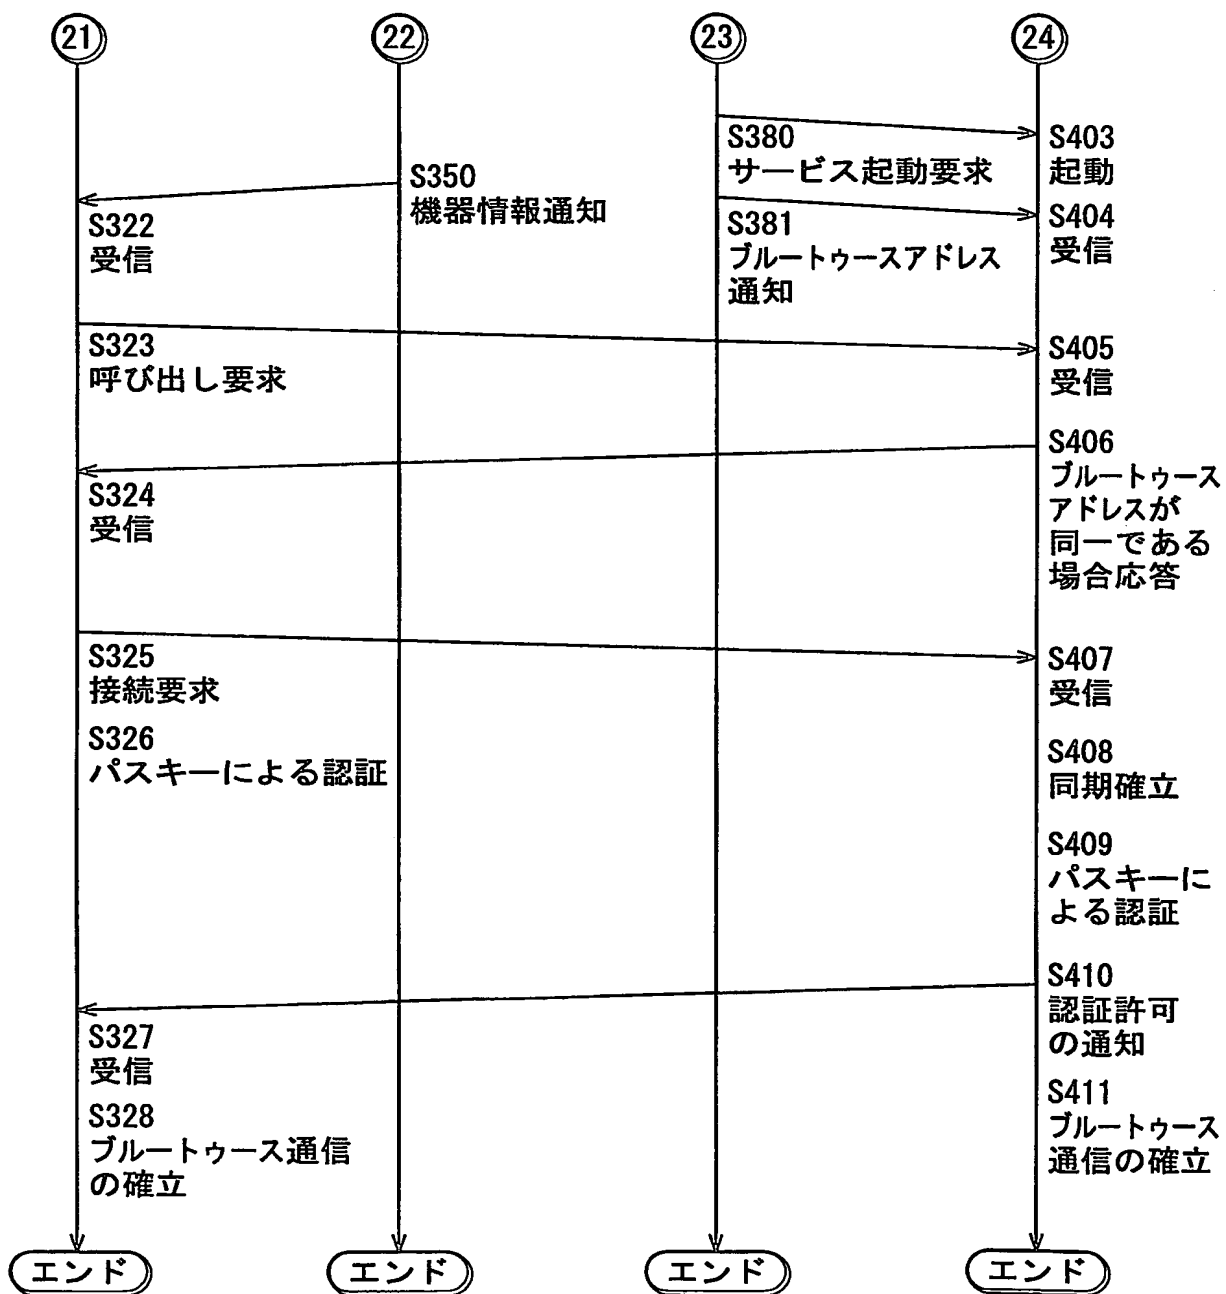 21
22
23
24
S380
サービス起動要求
S403
起動
S350
機器情報通知
S322
受信
S381
ブルートゥースアドレス
通知
S404
受信
S323
呼び出し要求
S405
受信
S406
ブルートゥース
アドレスが
同一である
場合応答
S324
受信
S325
接続要求
S407
受信
S326
パスキーによる認証
S408
同期確立
S409
パスキーに
よる認証
S410
認証許可
の通知
S327
受信
S328
ブルートゥース通信
の確立
S411
ブルートゥース
通信の確立
エンド
エンド
エンド
エンド